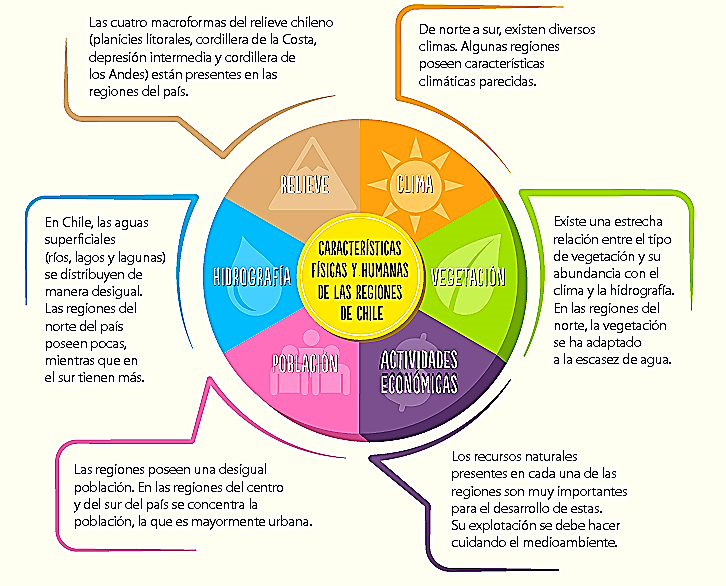 Las cuatro macroformas del relieve chileno
(planicies litorales, cordillera de la Costa,
depresión intermedia y cordillera de
los Andes) están presentes en las
regiones del país.
De norte a sur, existen diversos
climas. Algunas regiones
poseen características
climáticas parecidas.
RELIEVE
CLIMA
En Chile, las aguas
superficiales
(ríos, lagos y lagunas)
se distribuyen de
manera desigual.
Las regiones del
norte del país
poseen pocas,
mientras que en
el sur tienen más.
HIDROGRAFÍA
CARACTERÍSTICAS
FÍSICAS Y HUMANAS
DE LAS REGIONES
DE CHILE
VEGETACIÓN
Existe una estrecha
relación entre el tipo
de vegetación y su
abundancia con el
clima y la hidrografía.
En las regiones del
norte, la vegetación
se ha adaptado
a la escasez de agua.
POBLACIÓN
ACTIVIDADES
ECONÓMICAS
Las regiones poseen una desigual
población. En las regiones del centro
y del sur del país se concentra la
población, la que es mayormente urbana.
Los recursos naturales
presentes en cada una de las
regiones son muy importantes
para el desarrollo de estas.
Su explotación se debe hacer
cuidando el medioambiente.